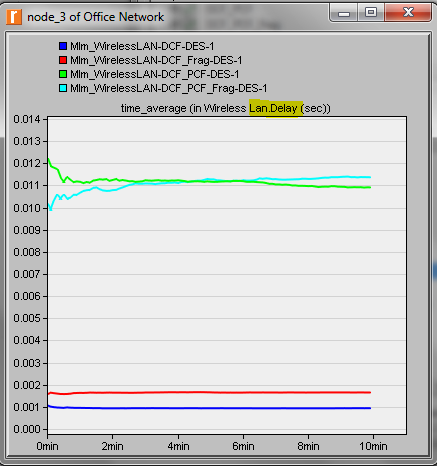 node_3 of Office Network
Mlm_WirelessLAN-DCF-DES-1
Mlm_WirelessLAN-DCF_Frag-DES-1
Mlm_WirelessLAN-DCF_PCF-DES-1
Mlm_WirelessLAN-DCF_PCF_Frag-DES-1
time_average (in Wireless Lan.Delay (sec))
0.014
0.013
0.012
0.011
0.010
0.009
0.008
0.007
0.006
0.005
0.004
0.003
0.002
0.001
0.000
0min 2min 4min 6min 8min 10min